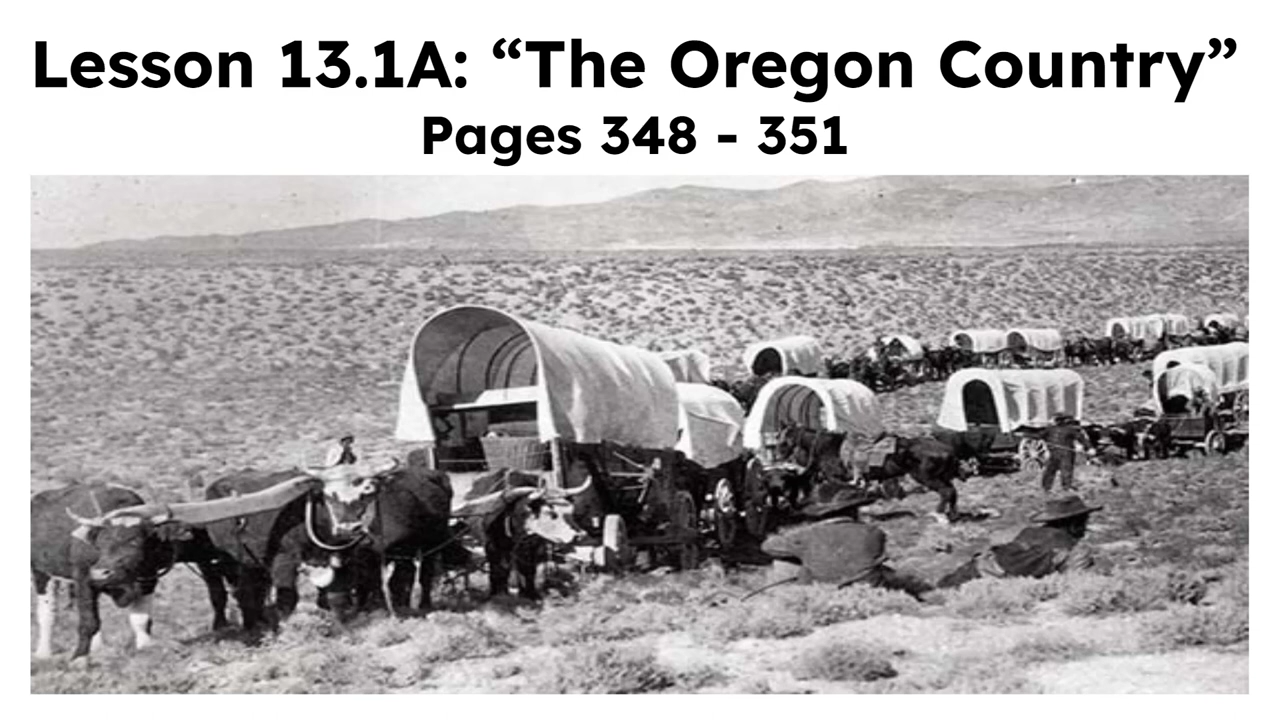 Lesson 13.1A: “The Oregon Country”
Pages 348 - 351